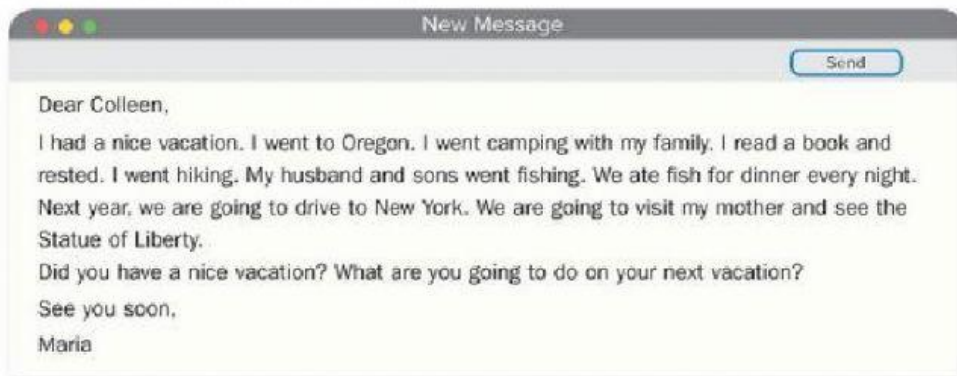 New Message
Send
Dear Colleen,
I had a nice vacation. I went to Oregon. I went camping with my family. I read a book and
rested. I went hiking. My husband and sons went fishing. We ate fish for dinner every night.
Next year, we are going to drive to New York. We are going to visit my mother and see the
Statue of Liberty.
Did you have a nice vacation? What are you going to do on your next vacation?
See you soon,
Maria